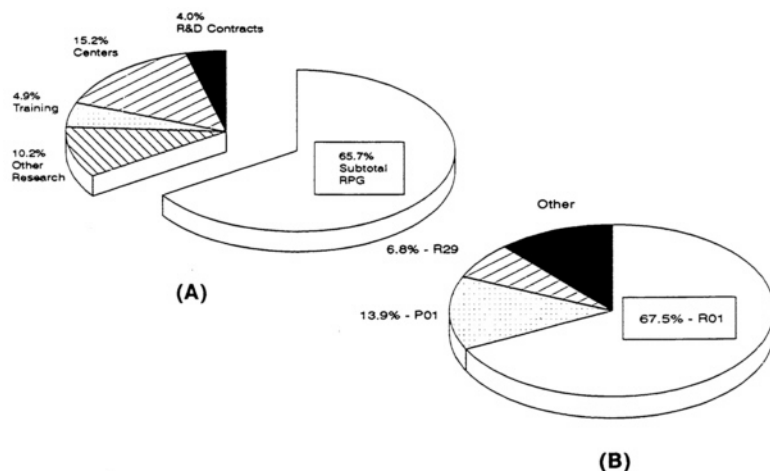 4.0%
R&D Contracts
15.2%
Centers
4.9%
Training
10.2%
Other
Research
65.7%
Subtotal
RPG
(A)
Other
6.8% - R29
13.9% - P01
67.5% - R01
(B)